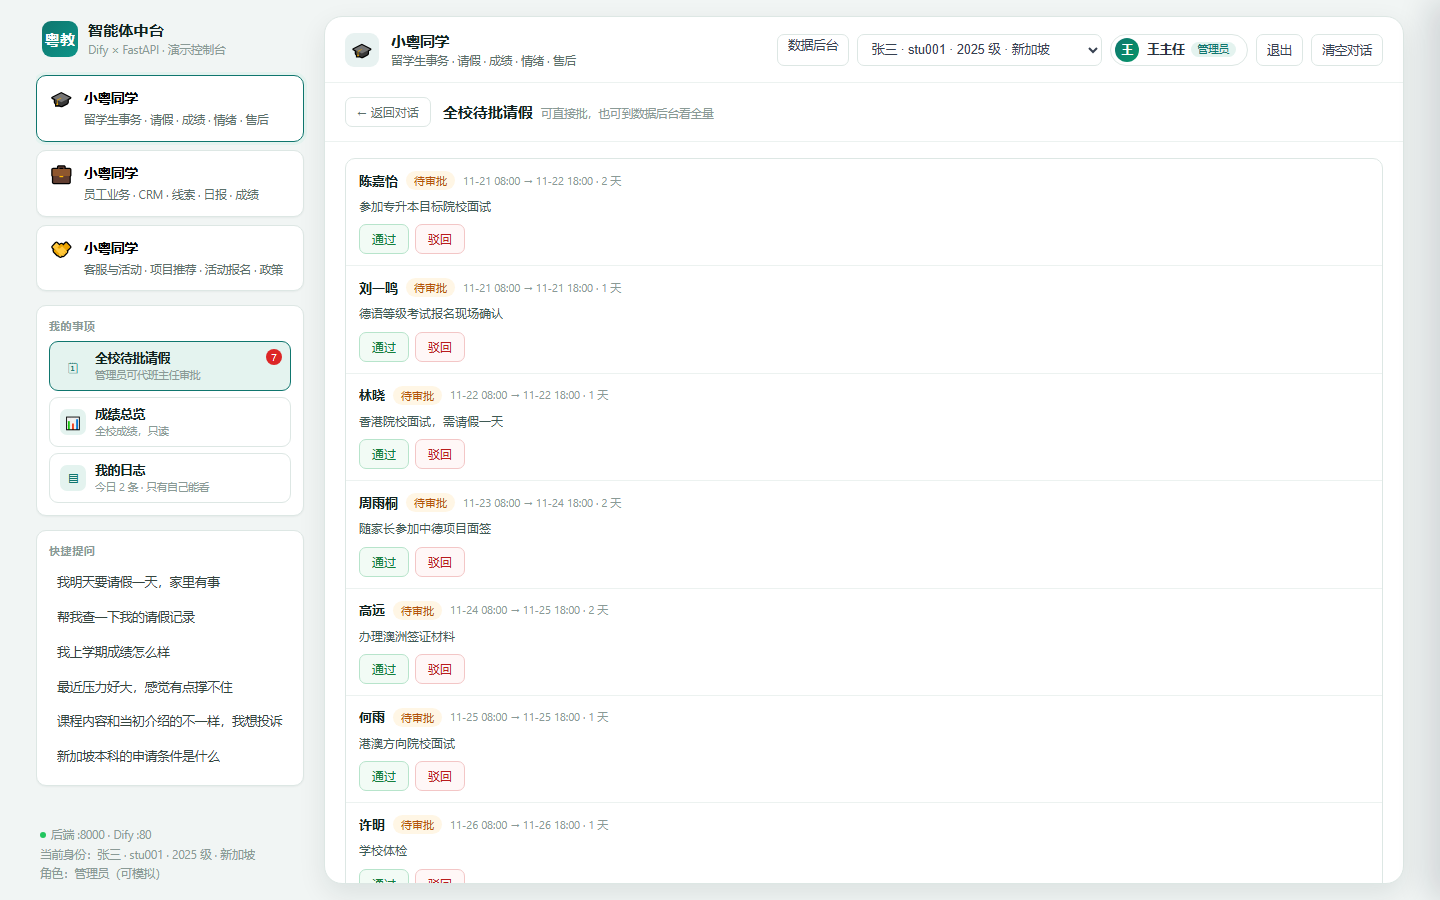 粤教
智能体中台
Dify × FastAPI · 演示控制台
小粤同学
留学生事务 · 请假 · 成绩 · 情绪 · 售后
小粤同学
员工业务 · CRM · 线索 · 日报 · 成绩
小粤同学
客服与活动 · 项目推荐 · 活动报名 · 政策
我的事项
1
全校待批请假
7
管理员可代班主任审批
成绩总览
全校成绩，只读
我的日志
今日 2 条 · 只有自己能看
快捷提问
我明天要请假一天，家里有事
帮我查一下我的请假记录
我上学期成绩怎么样
最近压力好大，感觉有点撑不住
课程内容和当初介绍的不一样，我想投诉
新加坡本科的申请条件是什么
后端 :8000 · Dify :80
当前身份：张三 · stu001 · 2025 级 · 新加坡
角色：管理员（可模拟）
小粤同学
留学生事务 · 请假 · 成绩 · 情绪 · 售后
数据后台
张三 · stu001 · 2025 级 · 新加坡
王 王主任 管理员
退出
清空对话
← 返回对话 全校待批请假 可直接批，也可到数据后台看全量
陈嘉怡 待审批 11-21 08:00 → 11-22 18:00 · 2 天
参加专升本目标院校面试
通过 驳回
刘一鸣 待审批 11-21 08:00 → 11-21 18:00 · 1 天
德语等级考试报名现场确认
通过 驳回
林晓 待审批 11-22 08:00 → 11-22 18:00 · 1 天
香港院校面试，需请假一天
通过 驳回
周雨桐 待审批 11-23 08:00 → 11-24 18:00 · 2 天
随家长参加中德项目面签
通过 驳回
高远 待审批 11-24 08:00 → 11-25 18:00 · 2 天
办理澳洲签证材料
通过 驳回
何雨 待审批 11-25 08:00 → 11-25 18:00 · 1 天
港澳方向院校面试
通过 驳回
许明 待审批 11-26 08:00 → 11-26 18:00 · 1 天
学校体检
通过 驳回